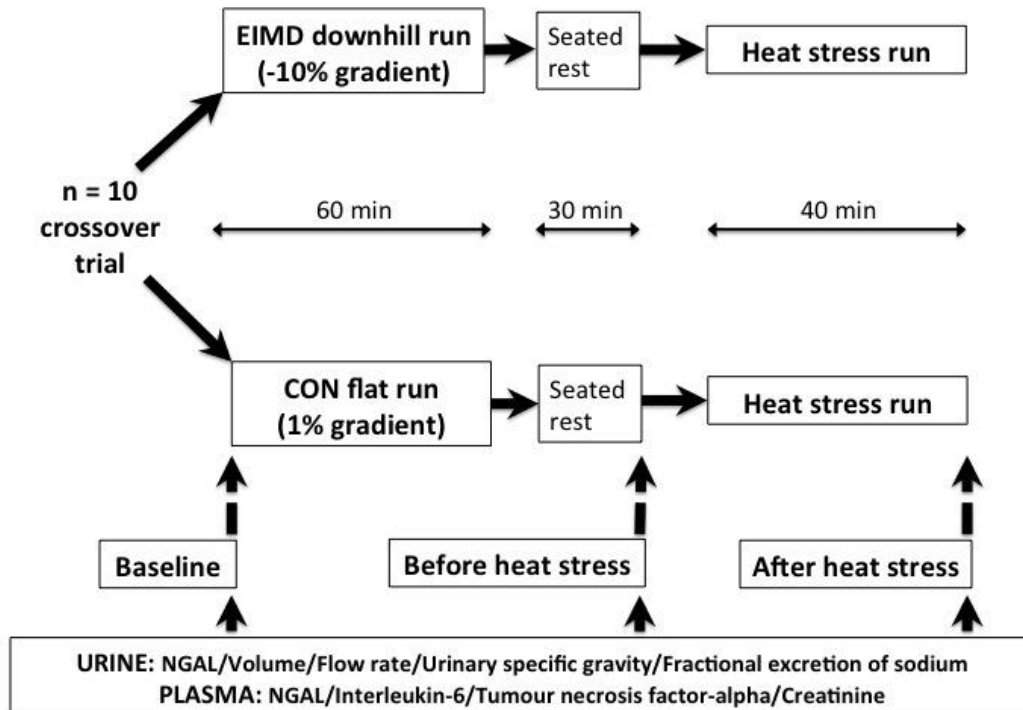 EIMD downhill run
(-10% gradient)
Seated
rest
Heat stress run
n = 10
crossover
trial
60 min
30 min
40 min
CON flat run
(1% gradient)
Seated
rest
Heat stress run
Baseline
Before heat stress
After heat stress
URINE: NGAL/Volume/Flow rate/Urinary specific gravity/Fractional excretion of sodium
PLASMA: NGAL/Interleukin-6/Tumour necrosis factor-alpha/Creatinine